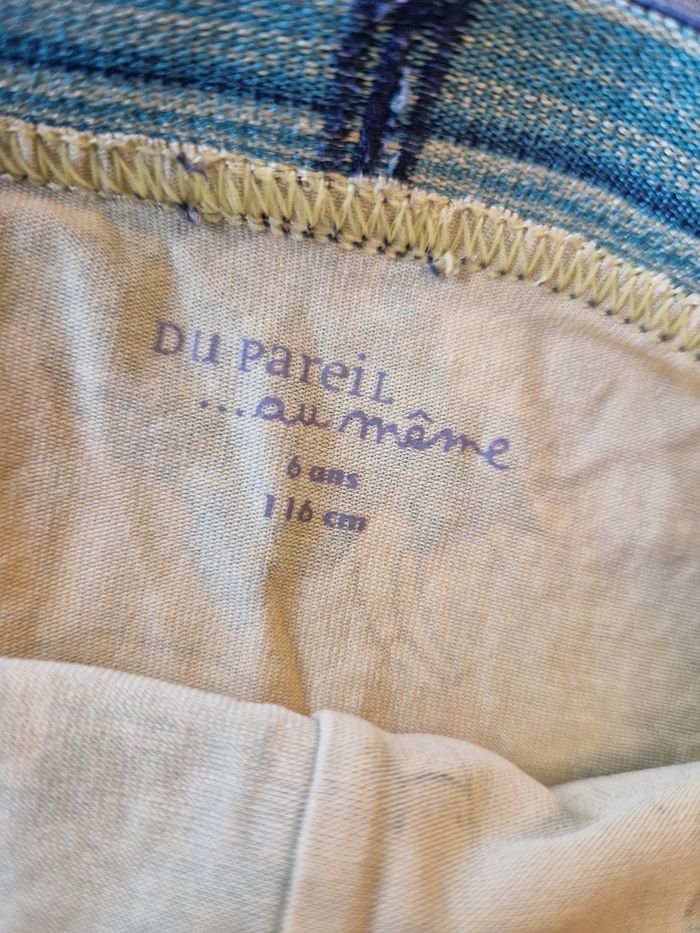 Du Pareil
...au même
6 ans
116 cm